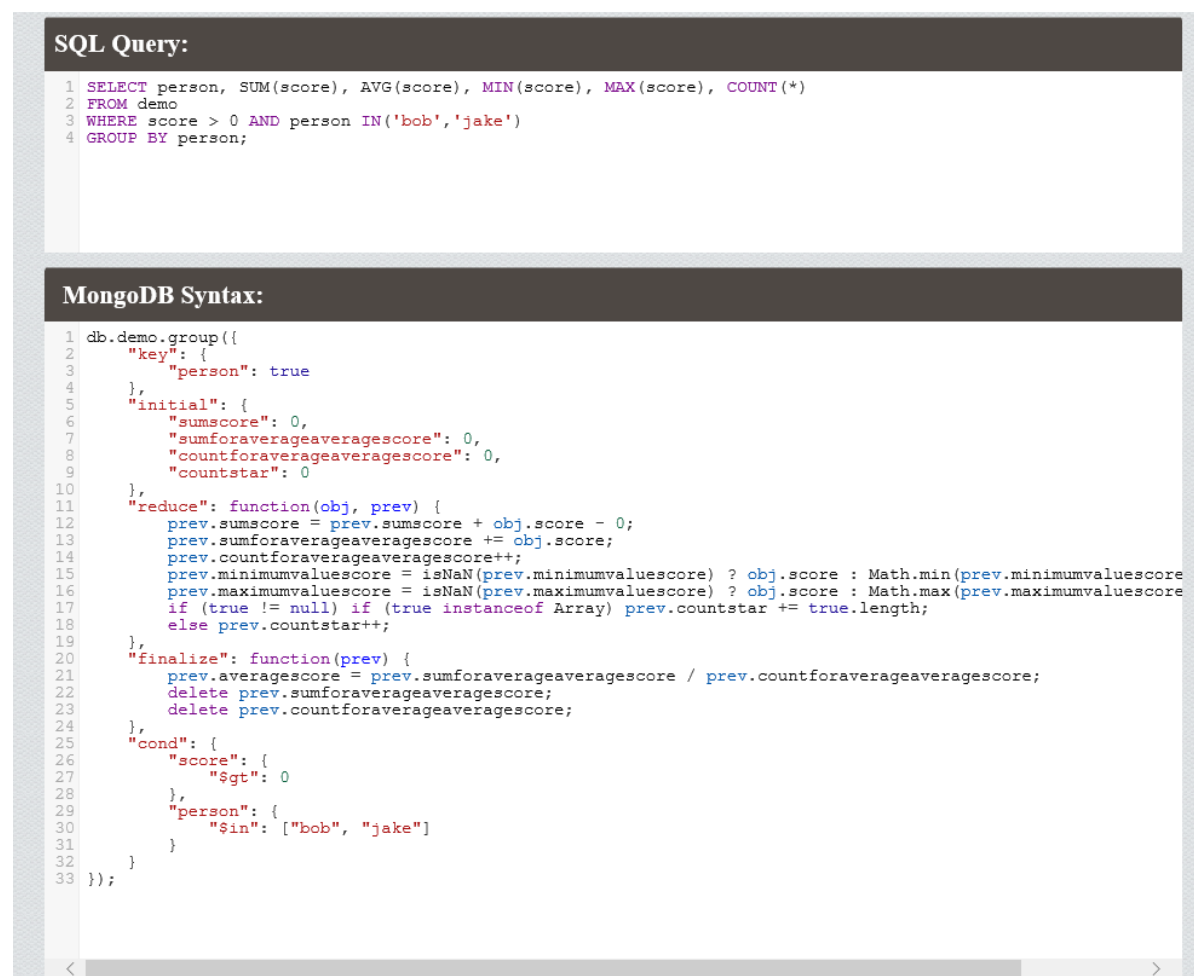 SQL Query:
1 SELECT person, SUM(score), AVG(score), MIN(score), MAX(score), COUNT(*)
2 FROM demo
3 WHERE score > 0 AND person IN('bob','jake')
4 GROUP BY person;
MongoDB Syntax:
1 db.demo.group({
2     "key": {
3         "person": true
4     },
5     "initial": {
6         "sumscore": 0,
7         "sumforaverageaveragescore": 0,
8         "countforaverageaveragescore": 0,
9         "countstar": 0
10     },
11     "reduce": function(obj, prev) {
12         prev.sumscore = prev.sumscore + obj.score - 0;
13         prev.sumforaverageaveragescore += obj.score;
14         prev.countforaverageaveragescore++;
15         prev.minimumvaluescore = isNaN(prev.minimumvaluescore) ? obj.score : Math.min(prev.minimumvaluescore
16         prev.maximumvaluescore = isNaN(prev.maximumvaluescore) ? obj.score : Math.max(prev.maximumvaluescore
17         if (true != null) if (true instanceof Array) prev.countstar += true.length;
18         else prev.countstar++;
19     },
20     "finalize": function(prev) {
21         prev.averagescore = prev.sumforaverageaveragescore / prev.countforaverageaveragescore;
22         delete prev.sumforaverageaveragescore;
23         delete prev.countforaverageaveragescore;
24     },
25     "cond": {
26         "score": {
27             "$gt": 0
28         },
29         "person": {
30             "$in": ["bob", "jake"]
31         }
32     }
33 });